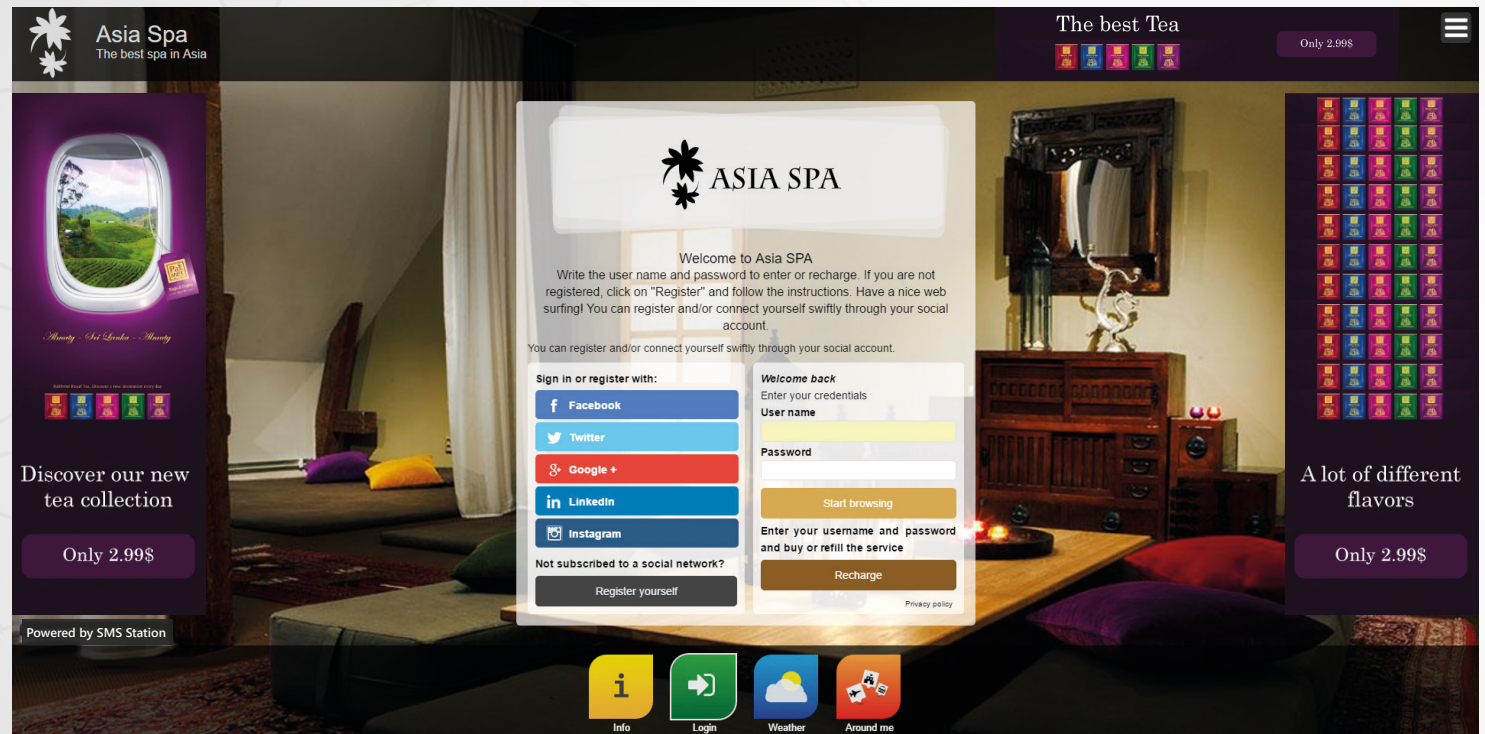 Asia Spa
The best spa in Asia
The best Tea
Only 2.99$
Almaty - Sri Lanka - Almaty
Discover our new
tea collection
Only 2.99$
ASIA SPA
Welcome to Asia SPA
Write the user name and password to enter or recharge. If you are not
registered, click on "Register" and follow the instructions. Have a nice web
surfing! You can register and/or connect yourself swiftly through your social
account.
You can register and/or connect yourself swiftly through your social account.
Sign in or register with:
Facebook
Twitter
Google +
LinkedIn
Instagram
Not subscribed to a social network?
Register yourself
Welcome back
Enter your credentials
User name
Password
Start browsing
Enter your username and password
and buy or refill the service
Recharge
Privacy policy
A lot of different
flavors
Only 2.99$
Powered by SMS Station
Info
Login
Weather
Around me